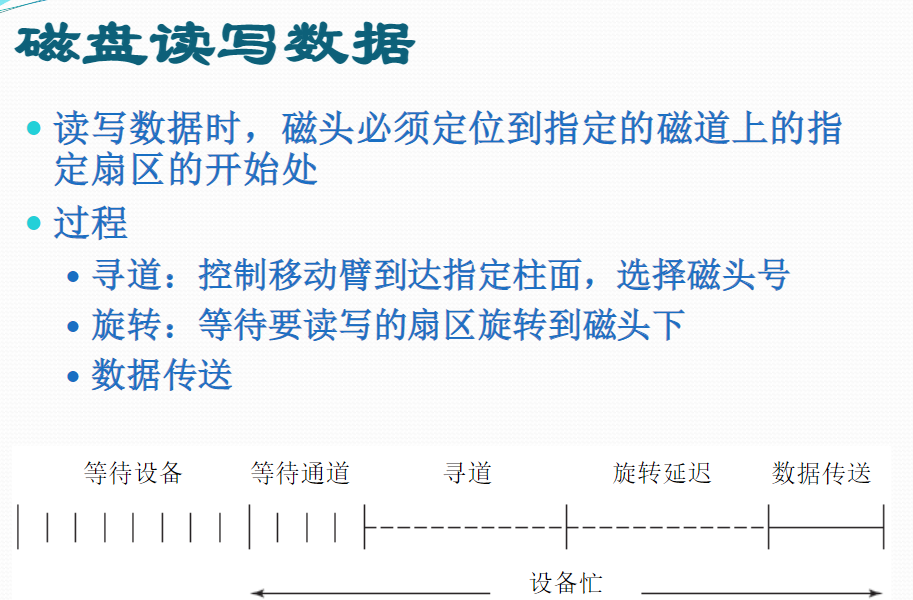 磁盘读写数据
读写数据时，磁头必须定位到指定的磁道上的指
定扇区的开始处
过程
寻道：控制移动臂到达指定柱面，选择磁头号
旋转：等待要读写的扇区旋转到磁头下
数据传送
等待设备 等待通道 寻道 旋转延迟 数据传送
设备忙